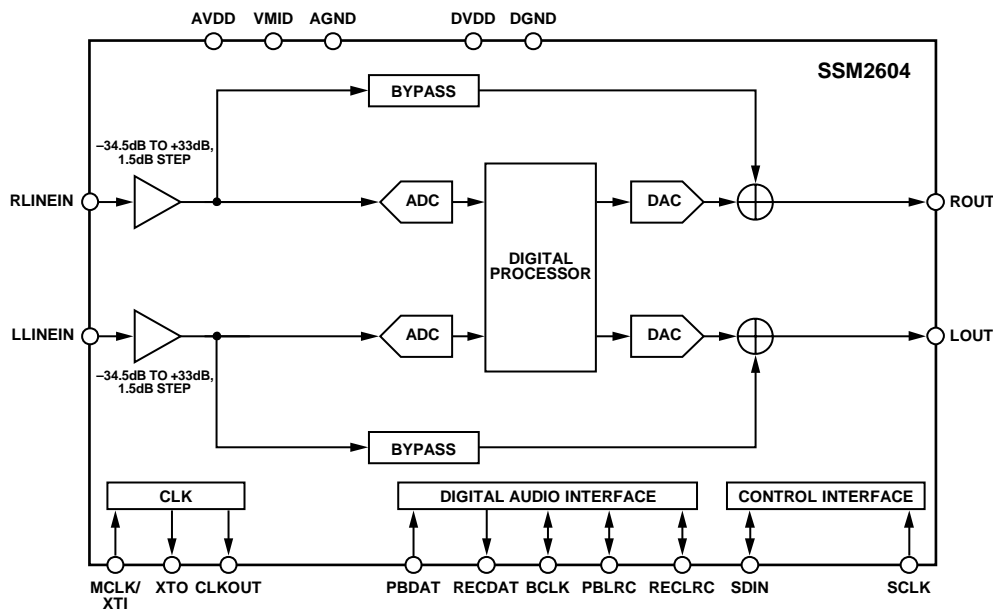 AVDD VMID AGND DVDD DGND
SSM2604
BYPASS
–34.5dB TO +33dB,
1.5dB STEP
RLINEIN
ADC
DAC
ROUT
DIGITAL
PROCESSOR
LLINEIN
ADC
DAC
LOUT
–34.5dB TO +33dB,
1.5dB STEP
BYPASS
CLK
DIGITAL AUDIO INTERFACE
CONTROL INTERFACE
MCLK/
XTI
XTO CLKOUT
PBDAT RECDAT BCLK PBLRC RECLRC
SDIN
SCLK